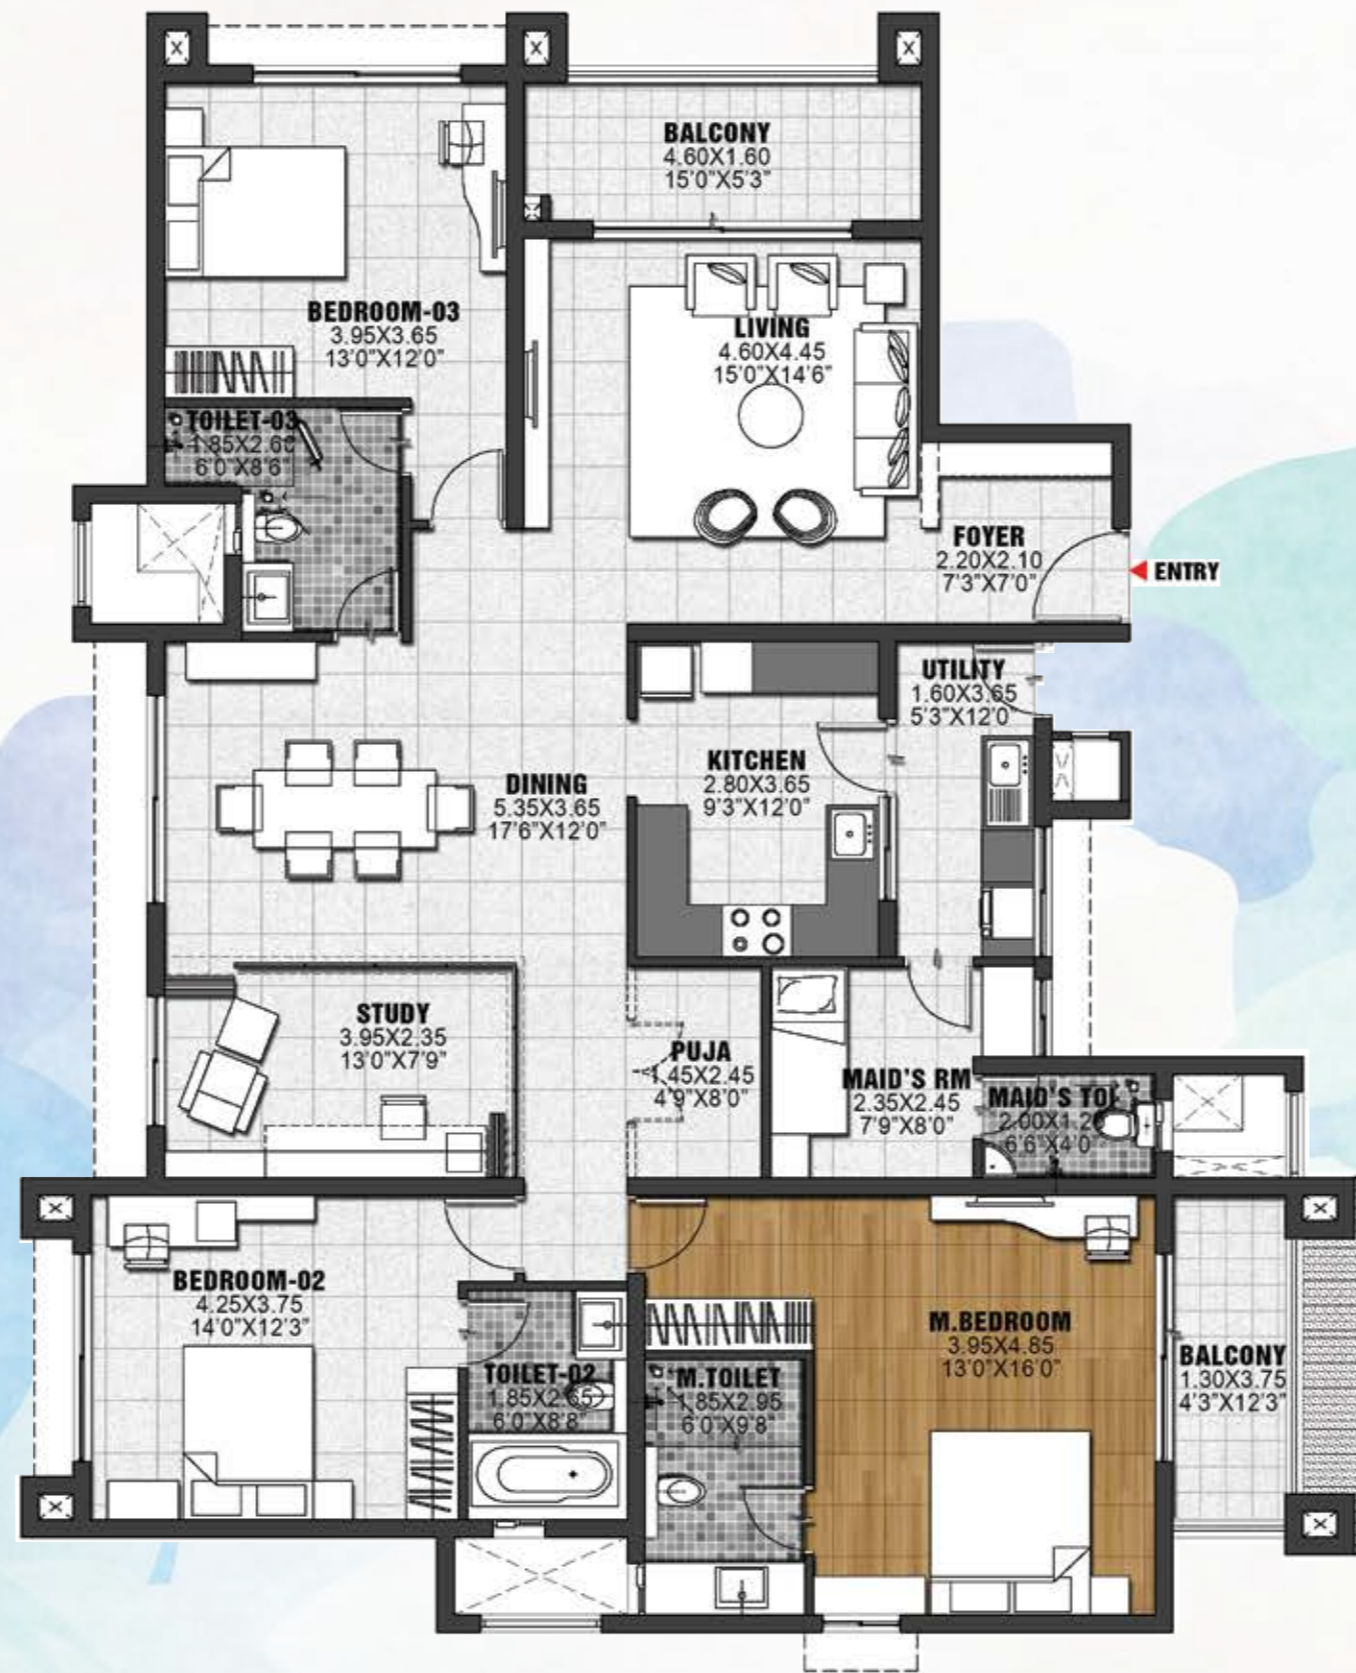 BALCONY
4.60X1.60
15'0"X5'3"
BEDROOM-03
3.95X3.65
13'0"X12'0"
LIVING
4.60X4.45
15'0"X14'6"
TOILET-03
1.85X2.60
6'0"X8'6"
FOYER
2.20X2.10
7'3"X7'0"
ENTRY
UTILITY
1.60X3.65
5'3"X12'0"
KITCHEN
2.80X3.65
9'3"X12'0"
DINING
5.35X3.65
17'6"X12'0"
STUDY
3.95X2.35
13'0"X7'9"
PUJA
1.45X2.45
4'9"X8'0"
MAID'S RM
2.35X2.45
7'9"X8'0"
MAID'S TOI
6'6"X4'0"
BEDROOM-02
4.25X3.75
14'0"X12'3"
M.BEDROOM
3.95X4.85
13'0"X16'0"
BALCONY
1.30X3.75
4'3"X12'3"
TOILET-02
1.85X2.65
6'0"X8'8"
M.TOILET
1.85X2.95
6'0"X9'8"